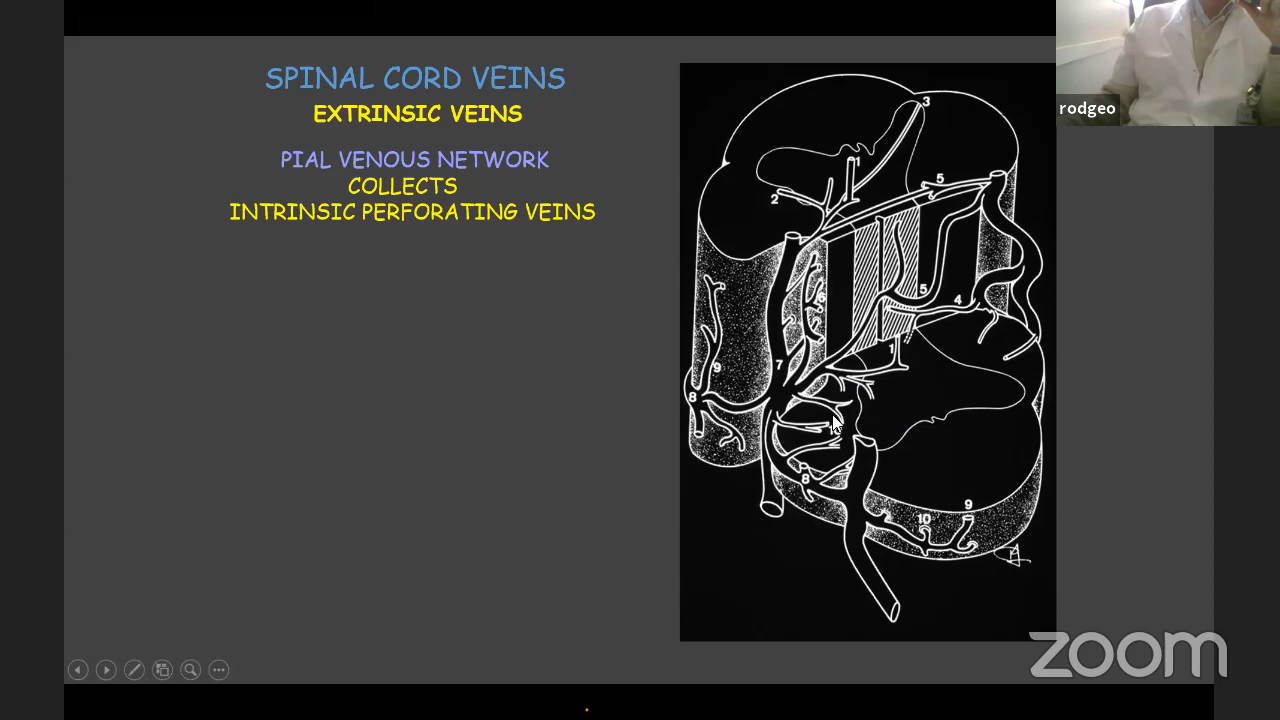 SPINAL CORD VEINS
EXTRINSIC VEINS
PIAL VENOUS NETWORK
COLLECTS
INTRINSIC PERFORATING VEINS
3
1
2
5
6
5
4
1
7
9
8
8
9
10
rodgeo
zoom